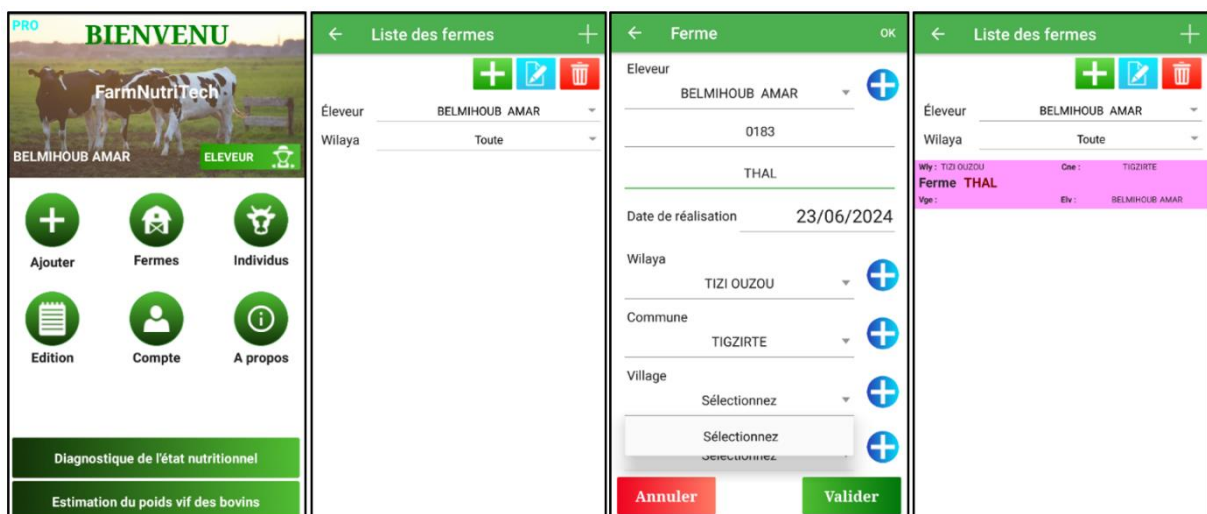 PRO
BIENVENU
FarmNutriTech
BELMIHOUB AMAR
ELEVEUR
Ajouter
Fermes
Individus
Edition
Compte
A propos
Diagnostique de l'état nutritionnel
Estimation du poids vif des bovins
Liste des fermes
Éleveur BELMIHOUB AMAR
Wilaya Toute
Ferme OK
Eleveur
BELMIHOUB AMAR
0183
THAL
Date de réalisation 23/06/2024
Wilaya
TIZI OUZOU
Commune
TIGZIRTE
Village
Sélectionnez
Sélectionnez
Sélectionnez
Annuler Valider
Liste des fermes
Éleveur BELMIHOUB AMAR
Wilaya Toute
Wly : TIZI OUZOU Cne : TIGZIRTE
Ferme THAL
Vge : Elv : BELMIHOUB AMAR